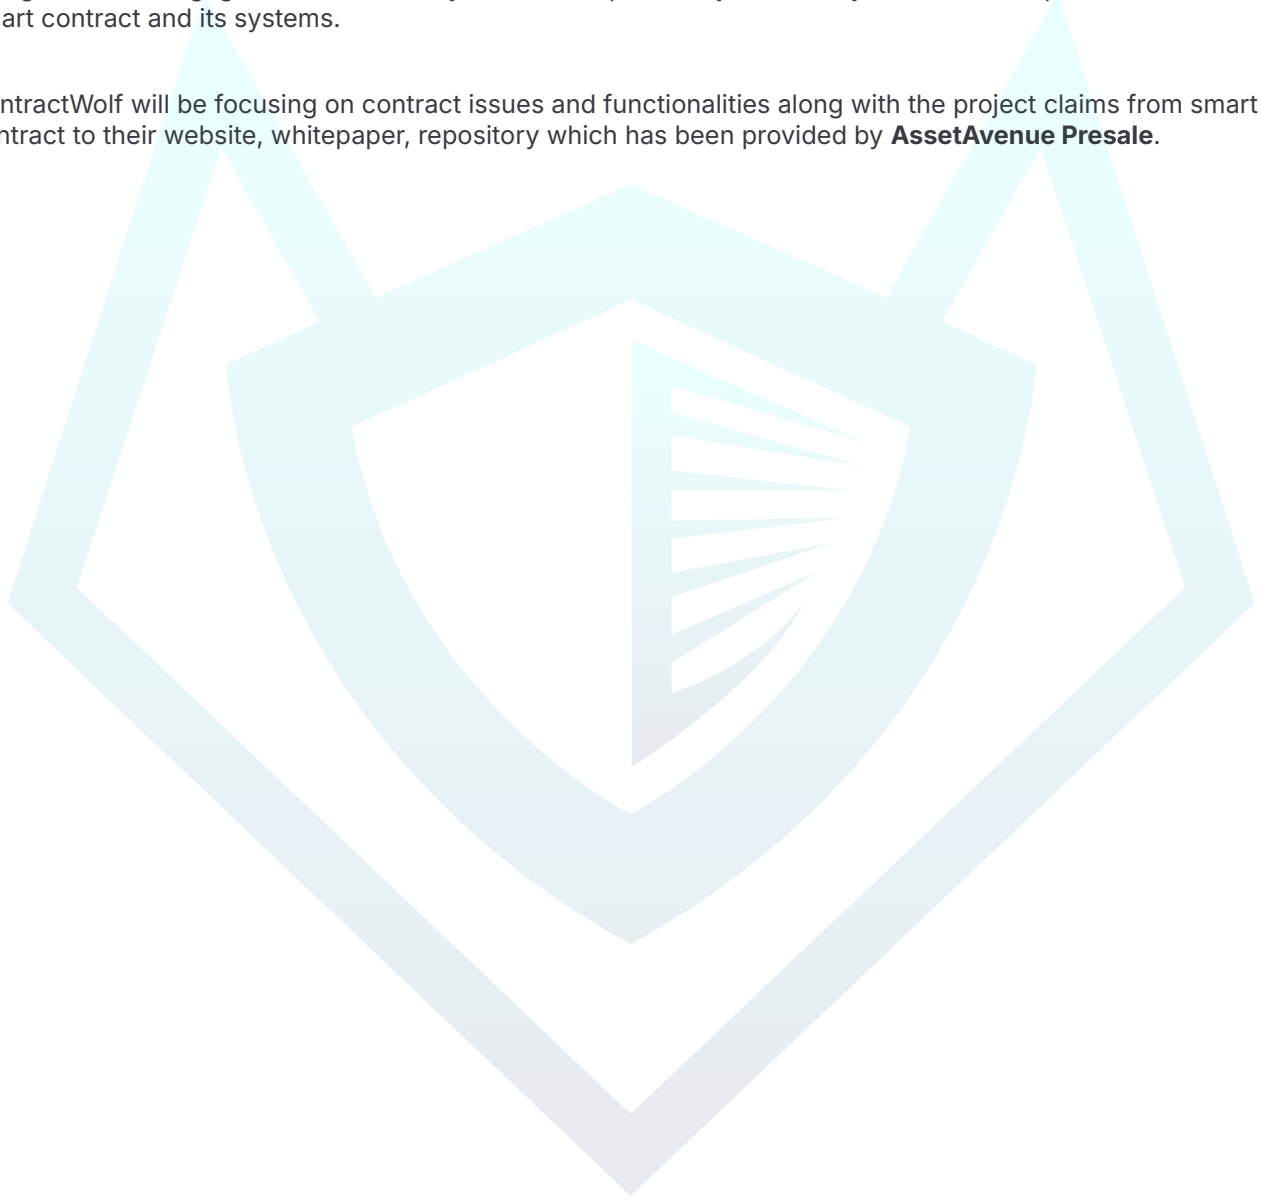 art contract and its systems.
ntractWolf will be focusing on contract issues and functionalities along with the project claims from smart
ntract to their website, whitepaper, repository which has been provided by AssetAvenue Presale.